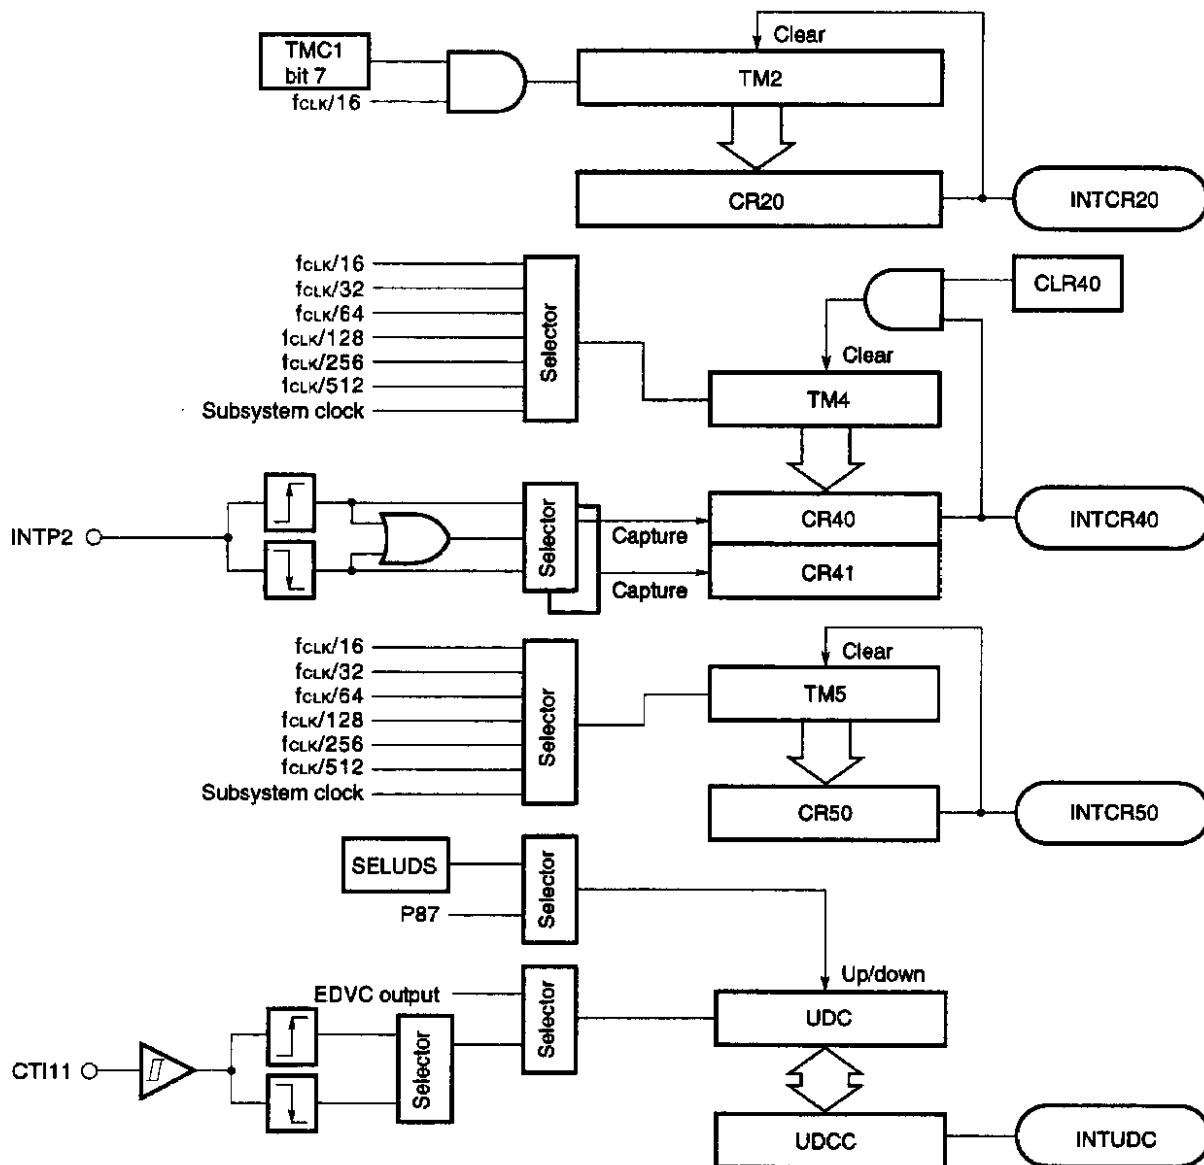 Clear
TMC1
bit 7
TM2
fCLK/16
CR20
INTCR20
fCLK/16
fCLK/32
fCLK/64
fCLK/128
fCLK/256
fCLK/512
Subsystem clock
Selector
CLR40
Clear
TM4
INTP2
Selector
Capture
Capture
CR40
CR41
INTCR40
fCLK/16
fCLK/32
fCLK/64
fCLK/128
fCLK/256
fCLK/512
Subsystem clock
Selector
Clear
TM5
CR50
INTCR50
SELUDS
P87
Selector
Up/down
EDVC output
Selector
UDC
CTI11
Selector
UDCC
INTUDC